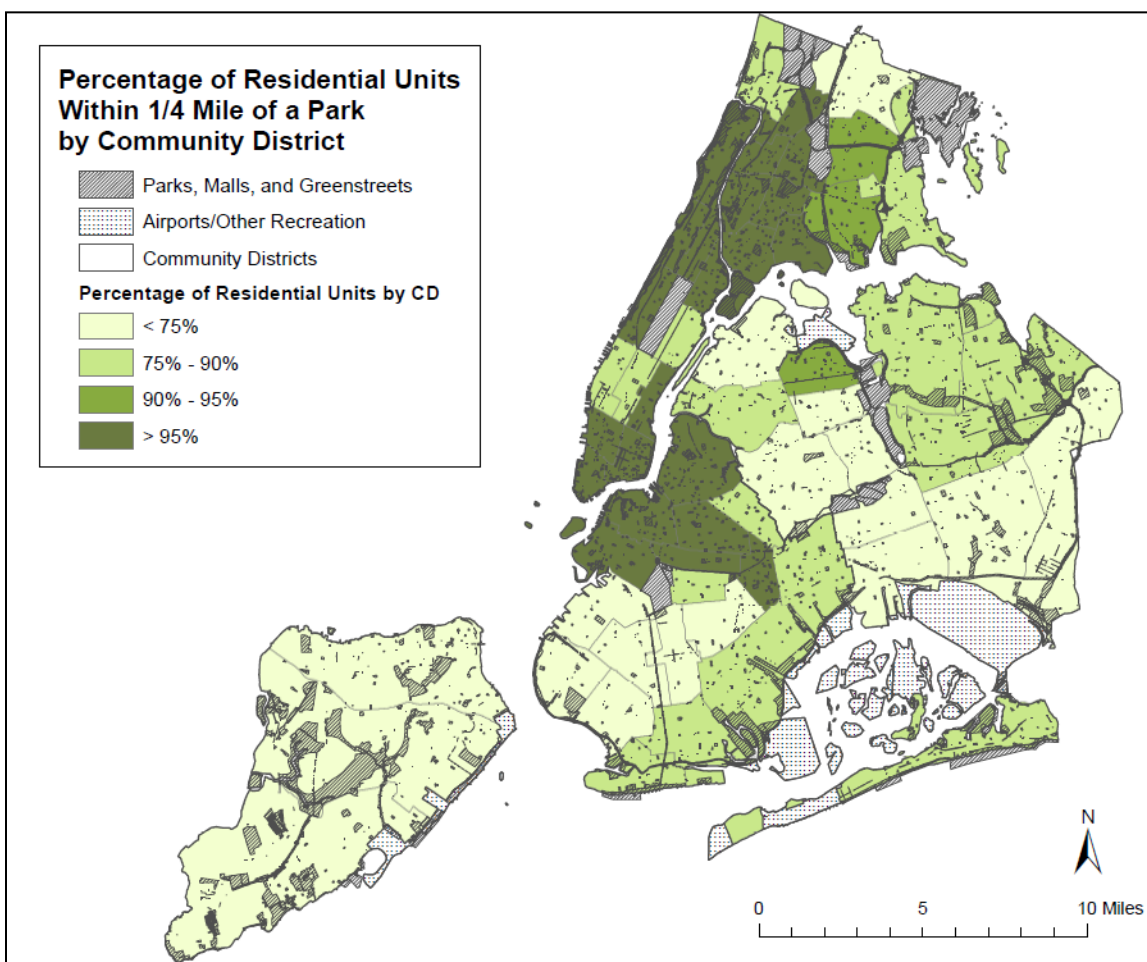 Percentage of Residential Units
Within 1/4 Mile of a Park
by Community District
Parks, Malls, and Greenstreets
Airports/Other Recreation
Community Districts
Percentage of Residential Units by CD
< 75%
75% - 90%
90% - 95%
> 95%
N
0 5 10 Miles